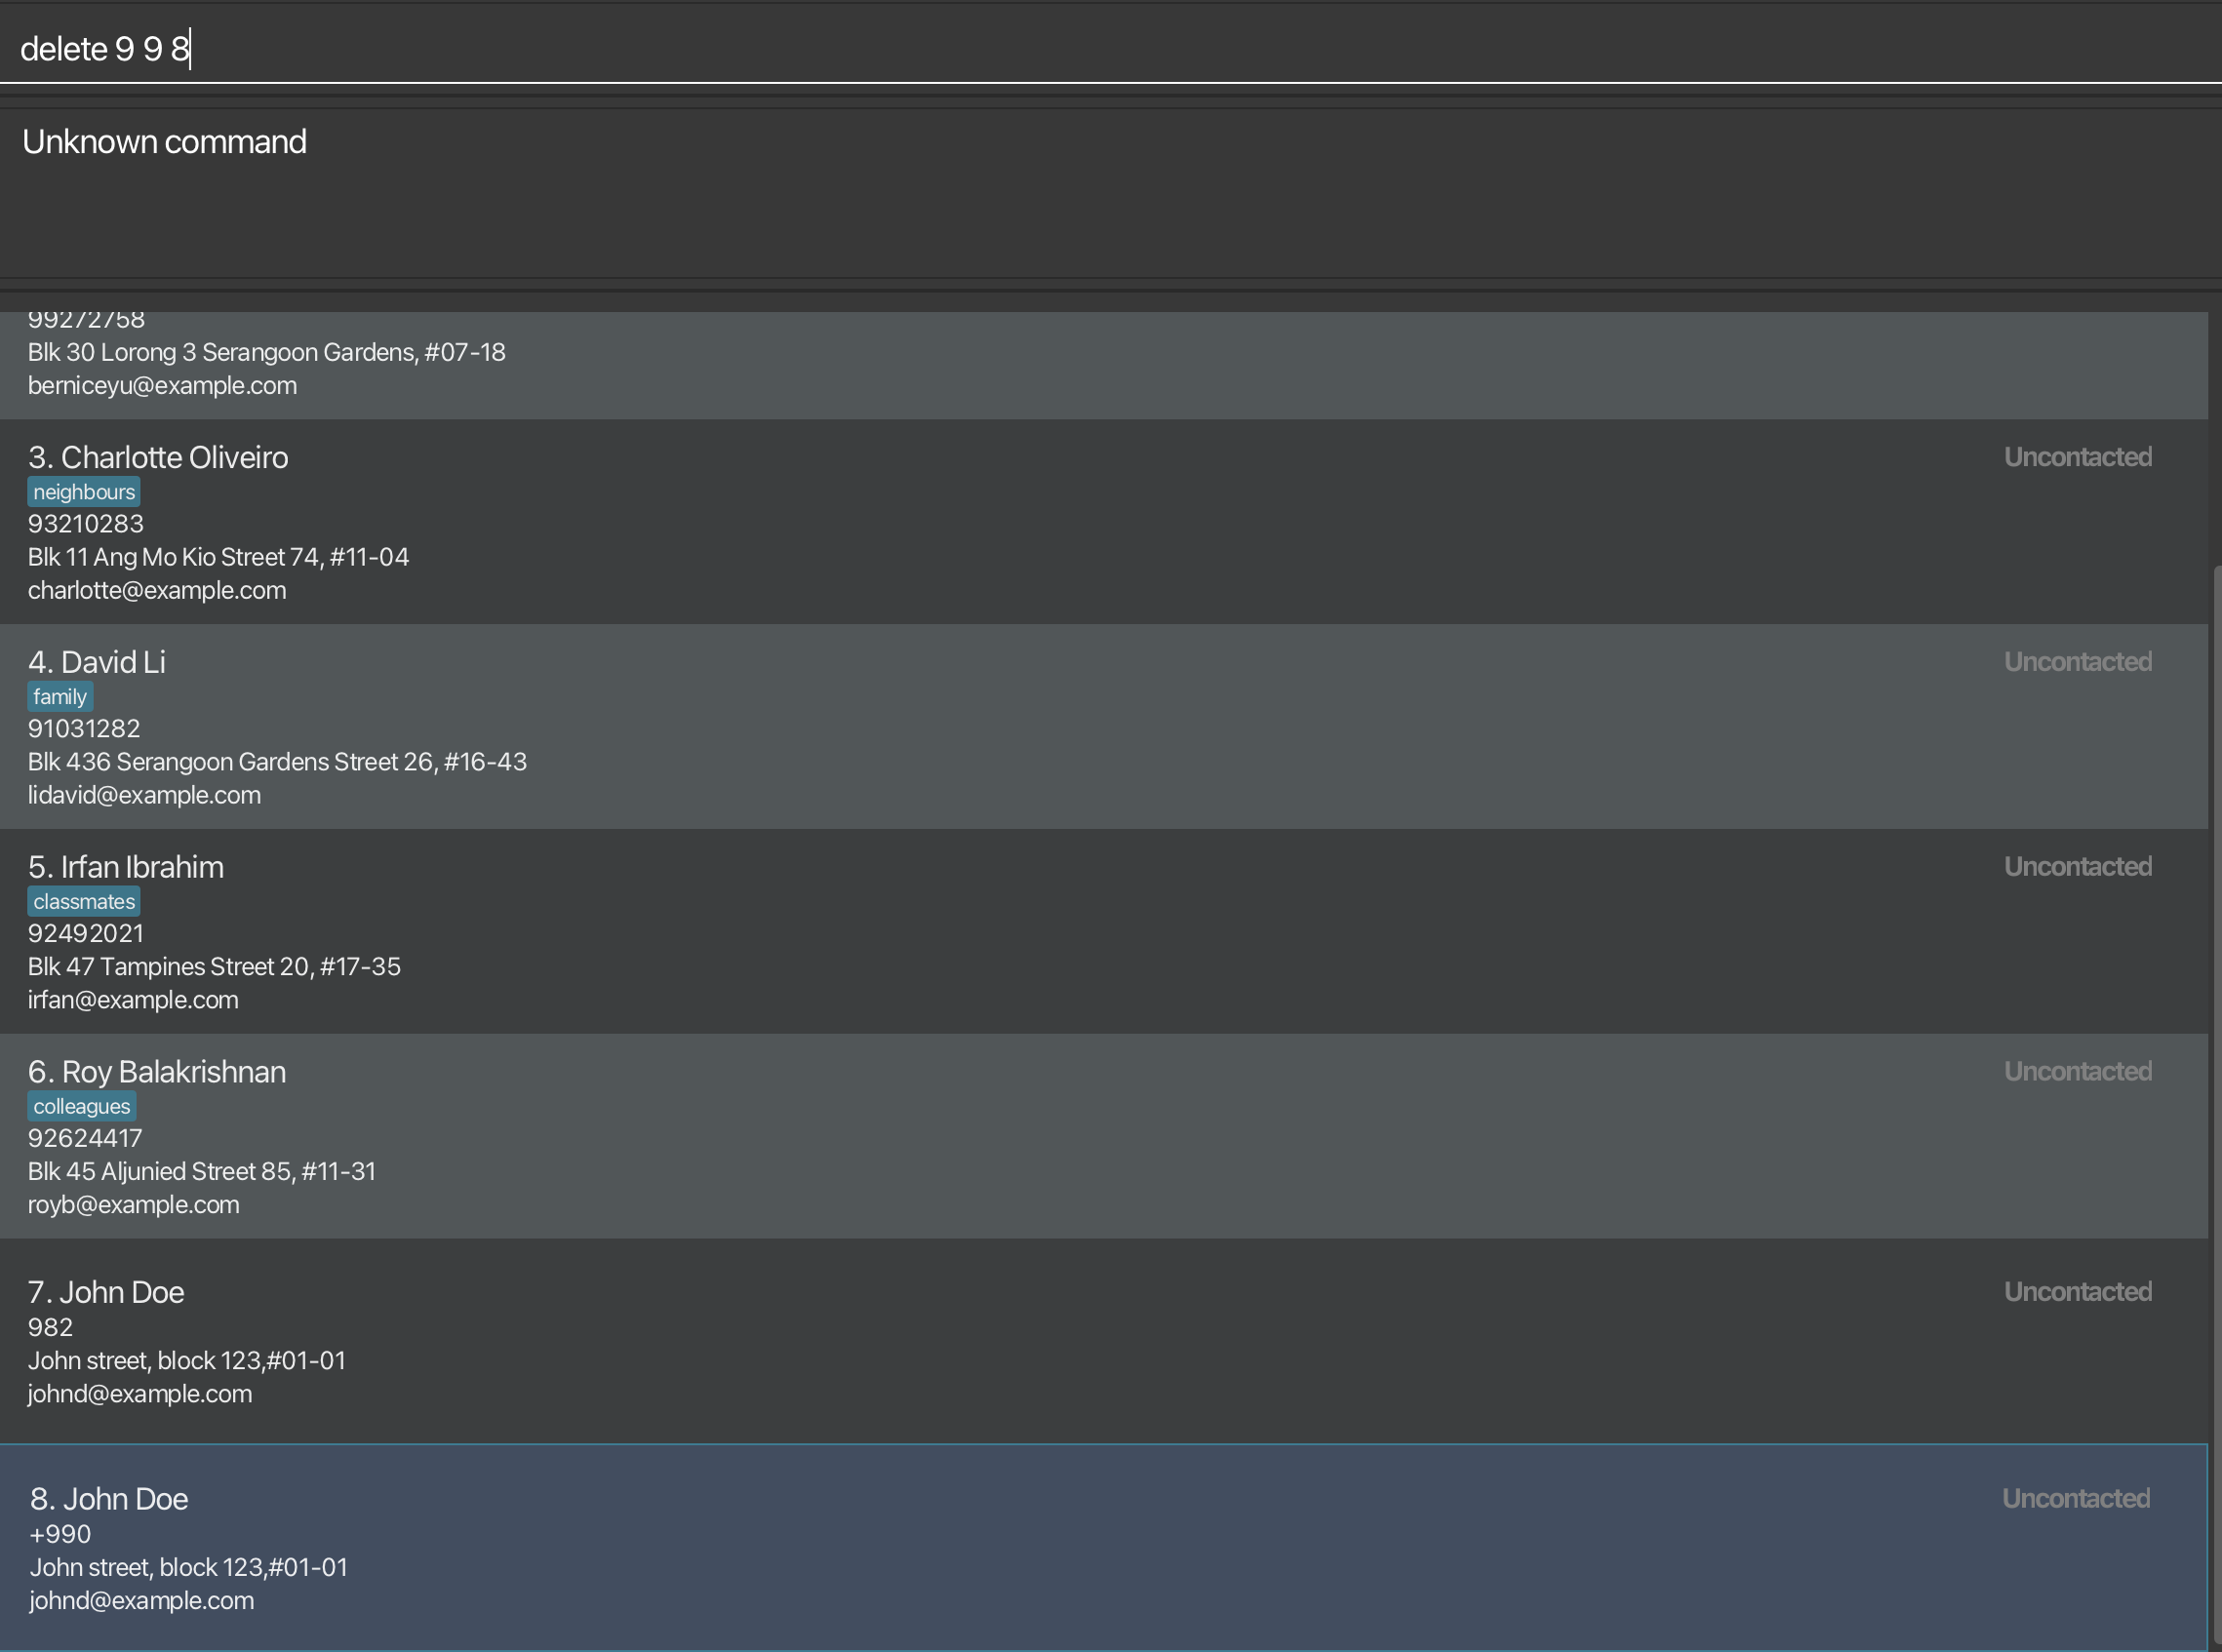 delete 9 9 8
Unknown command
99272758
Blk 30 Lorong 3 Serangoon Gardens, #07-18
berniceyu@example.com
3. Charlotte Oliveiro
Uncontacted
neighbours
93210283
Blk 11 Ang Mo Kio Street 74, #11-04
charlotte@example.com
4. David Li
Uncontacted
family
91031282
Blk 436 Serangoon Gardens Street 26, #16-43
lidavid@example.com
5. Irfan Ibrahim
Uncontacted
classmates
92492021
Blk 47 Tampines Street 20, #17-35
irfan@example.com
6. Roy Balakrishnan
Uncontacted
colleagues
92624417
Blk 45 Aljunied Street 85, #11-31
royb@example.com
7. John Doe
Uncontacted
982
John street, block 123,#01-01
johnd@example.com
8. John Doe
Uncontacted
+990
John street, block 123,#01-01
johnd@example.com